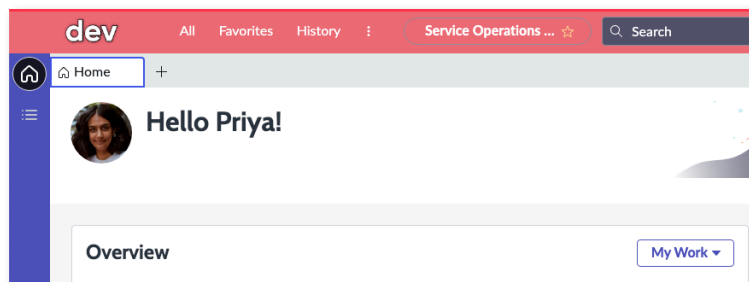 dev All Favorites History Service Operations ... Search
Home
Hello Priya!
Overview My Work